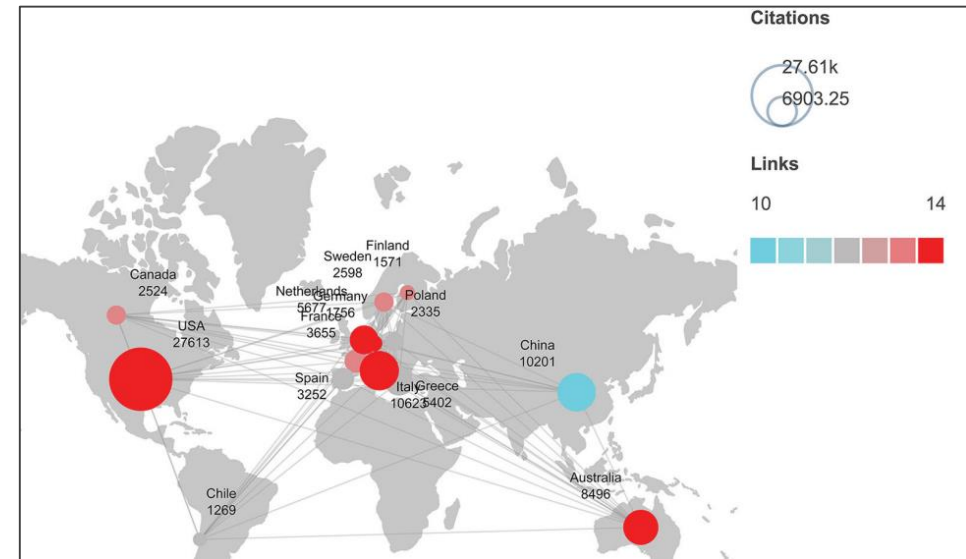 Citations
27.61k
6903.25
Links
10 14
Canada
2524
USA
27613
Chile
1269
Finland
1571
Sweden
2598
Netherlands
5677
Germany
1756
France
3655
Poland
2335
Spain
3252
Italy
10623
Greece
5402
China
10201
Australia
8496